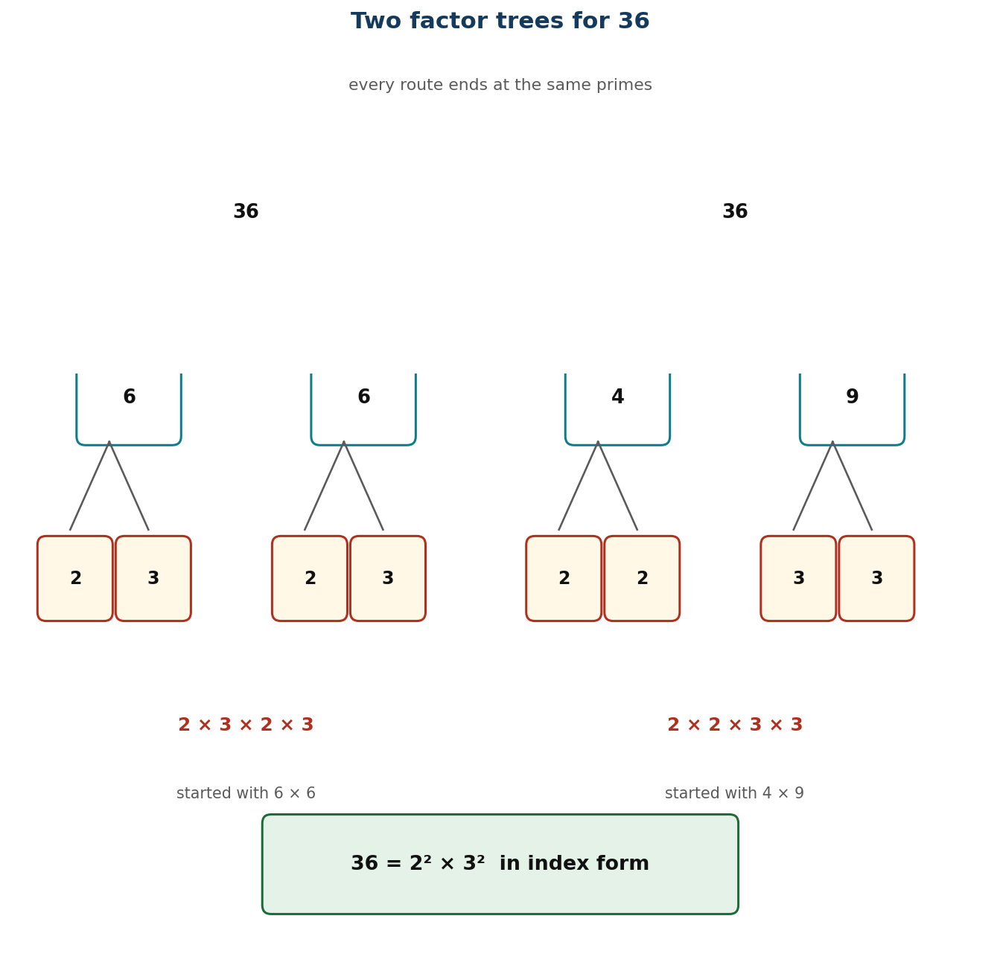 Two factor trees for 36
every route ends at the same primes
36 36
6 6 4 9
2 3 2 3 2 2 3 3
2 × 3 × 2 × 3 2 × 2 × 3 × 3
started with 6 × 6 started with 4 × 9
36 = 2² × 3² in index form